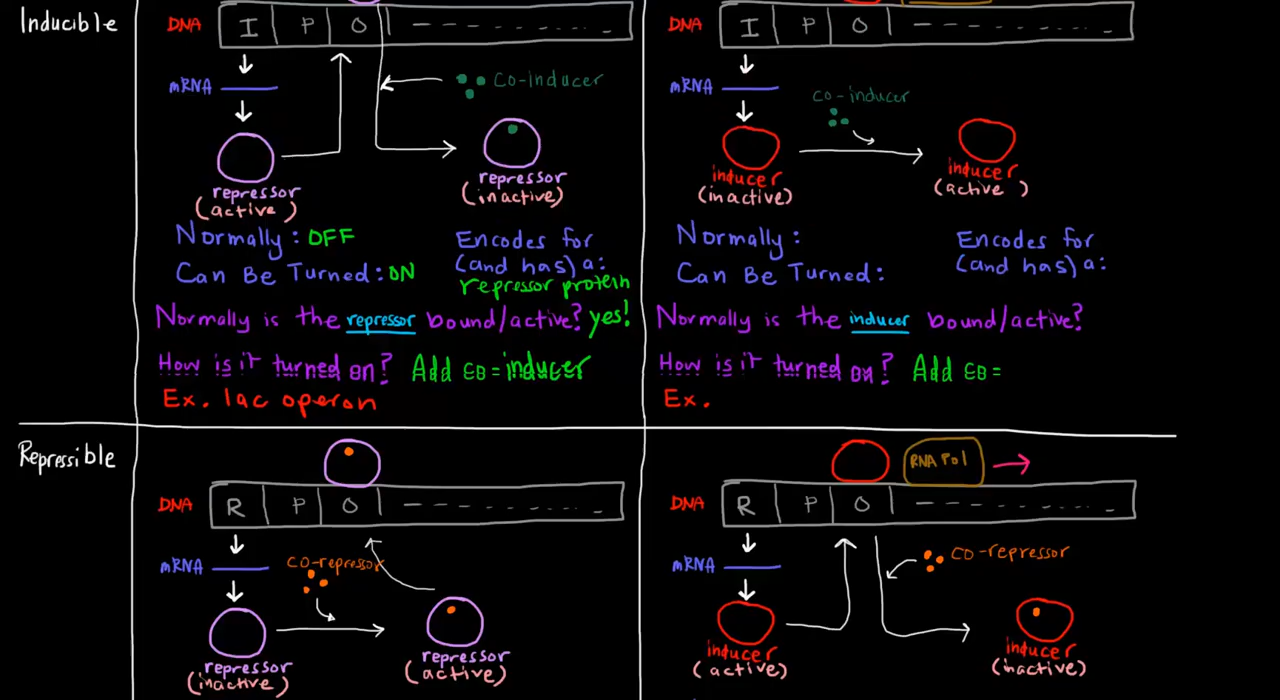 Inducible
DNA I P O
mRNA
co-inducer
repressor
(active)
repressor
(inactive)
Normally: OFF
Can Be Turned: ON
Encodes for
(and has) a:
repressor protein
Normally is the repressor bound/active? yes!
How is it turned on? Add co=inducer
Ex. lac operon
DNA I P O
mRNA
co-inducer
inducer
(inactive)
inducer
(active )
Normally:
Can Be Turned:
Encodes for
(and has) a:
Normally is the inducer bound/active?
How is it turned on? Add co=
Ex.
Repressible
DNA R P O
mRNA
co-repressor
repressor
(inactive)
repressor
(active)
RNA Pol
DNA R P O
mRNA
co-repressor
inducer
(active)
inducer
(inactive)